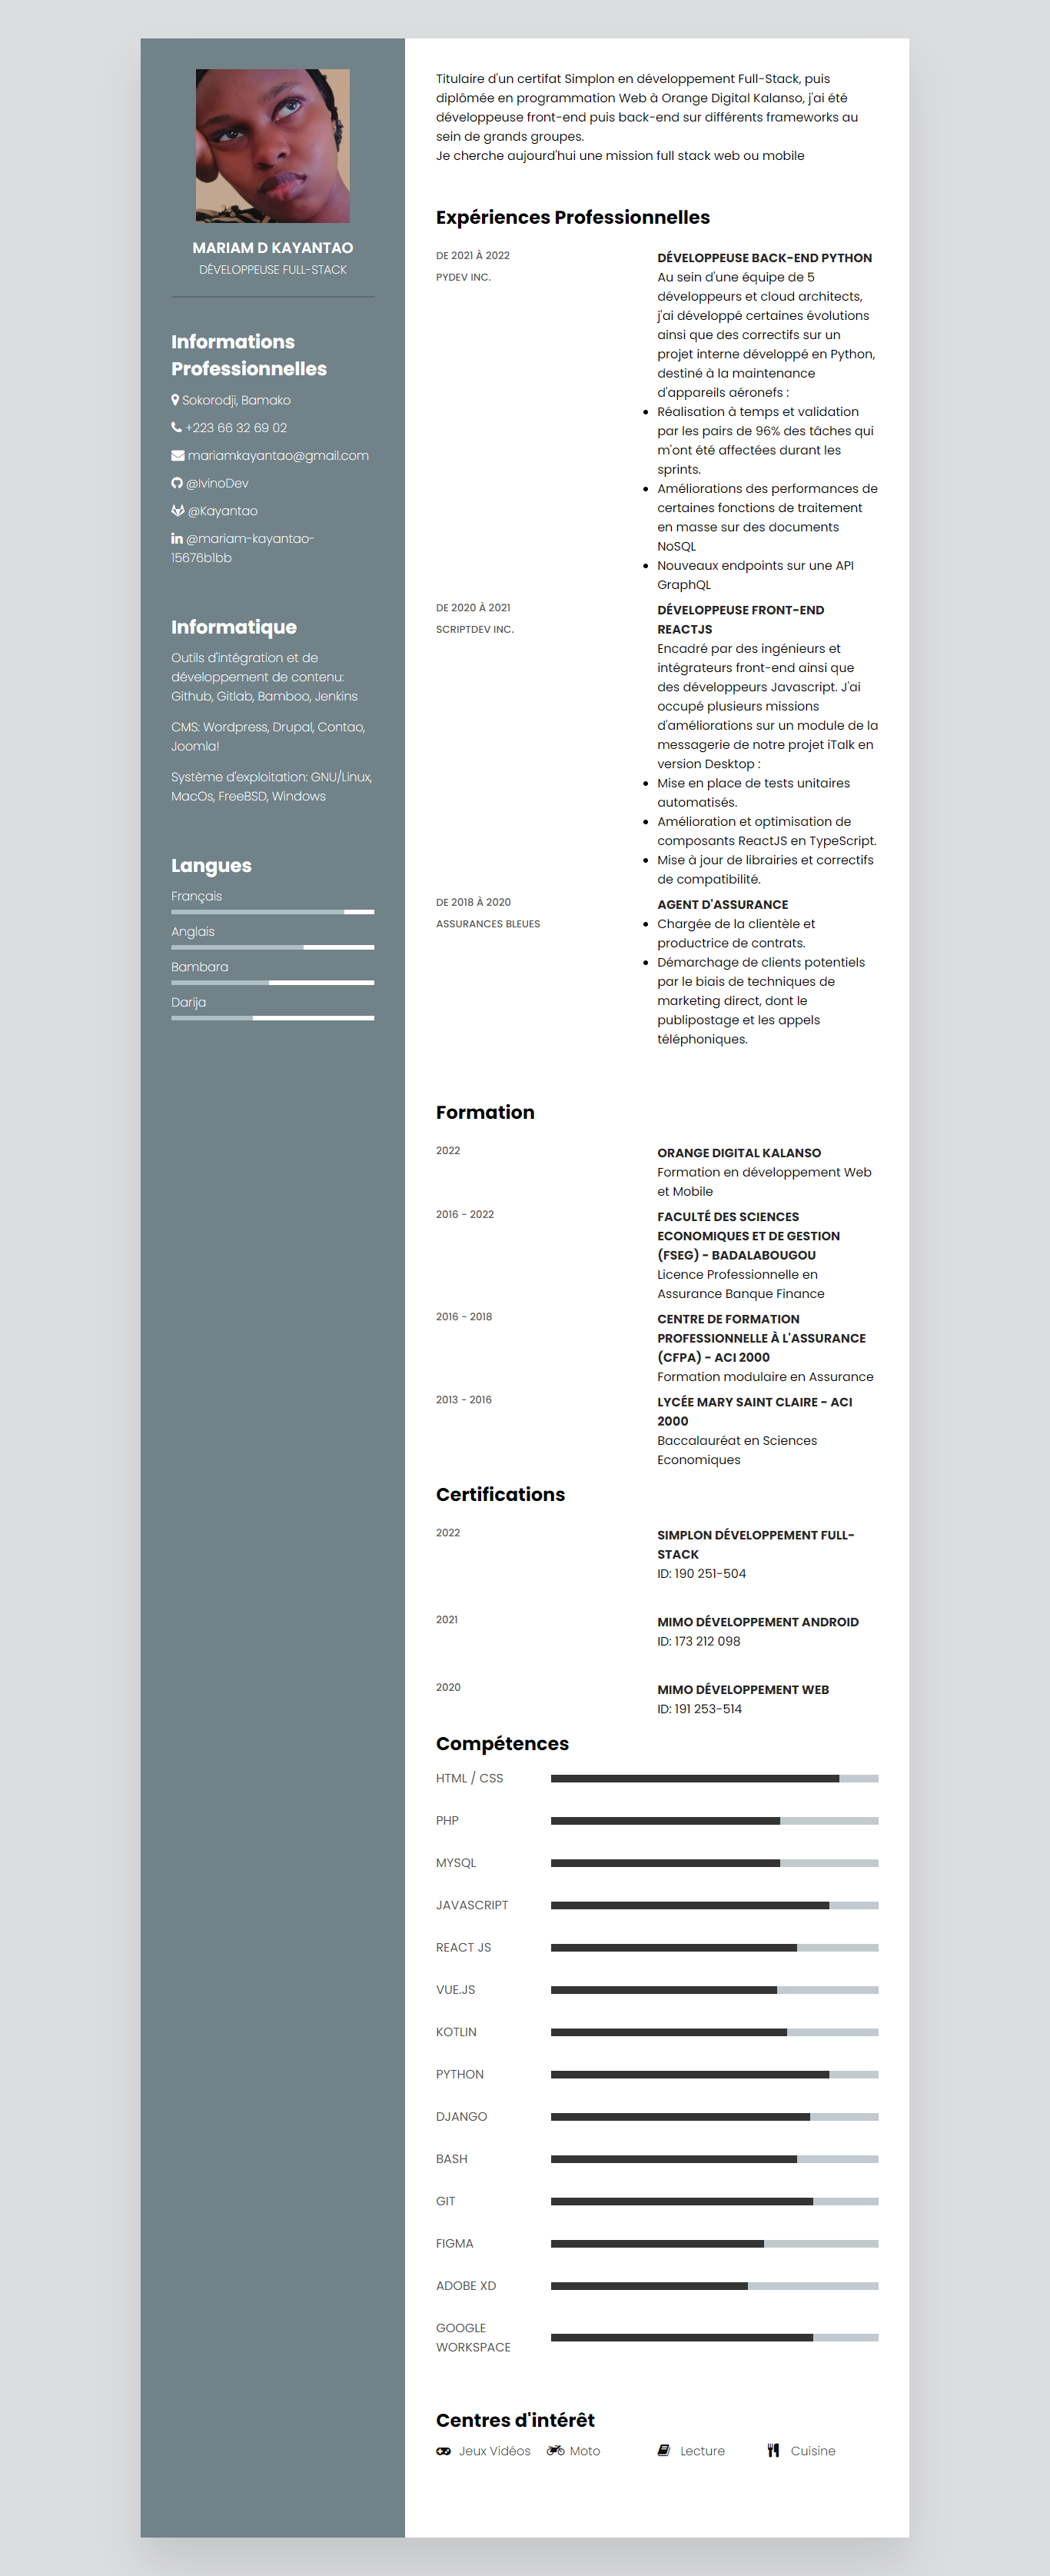 MARIAM D KAYANTAO
DÉVELOPPEUSE FULL-STACK
Informations
Professionnelles
Sokorodji, Bamako
+223 66 32 69 02
mariamkayantao@gmail.com
@IvinoDev
@Kayantao
@mariam-kayantao-
15676b1bb
Informatique
Outils d'intégration et de
développement de contenu:
Github, Gitlab, Bamboo, Jenkins
CMS: Wordpress, Drupal, Contao,
Joomla!
Système d'exploitation: GNU/Linux,
MacOs, FreeBSD, Windows
Langues
Français
Anglais
Bambara
Darija
Titulaire d'un certifat Simplon en développement Full-Stack, puis
diplômée en programmation Web à Orange Digital Kalanso, j'ai été
développeuse front-end puis back-end sur différents frameworks au
sein de grands groupes.
Je cherche aujourd'hui une mission full stack web ou mobile
Expériences Professionnelles
DE 2021 À 2022
PYDEV INC.
DÉVELOPPEUSE BACK-END PYTHON
Au sein d'une équipe de 5
développeurs et cloud architects,
j'ai développé certaines évolutions
ainsi que des correctifs sur un
projet interne développé en Python,
destiné à la maintenance
d'appareils aéronefs :
• Réalisation à temps et validation
par les pairs de 96% des tâches qui
m'ont été affectées durant les
sprints.
• Améliorations des performances de
certaines fonctions de traitement
en masse sur des documents
NoSQL
• Nouveaux endpoints sur une API
GraphQL
DE 2020 À 2021
SCRIPTDEV INC.
DÉVELOPPEUSE FRONT-END
REACTJS
Encadré par des ingénieurs et
intégrateurs front-end ainsi que
des développeurs Javascript. J'ai
occupé plusieurs missions
d'améliorations sur un module de la
messagerie de notre projet iTalk en
version Desktop :
• Mise en place de tests unitaires
automatisés.
• Amélioration et optimisation de
composants ReactJS en TypeScript.
• Mise à jour de librairies et correctifs
de compatibilité.
DE 2018 À 2020
ASSURANCES BLEUES
AGENT D'ASSURANCE
• Chargée de la clientèle et
productrice de contrats.
• Démarchage de clients potentiels
par le biais de techniques de
marketing direct, dont le
publipostage et les appels
téléphoniques.
Formation
2022
ORANGE DIGITAL KALANSO
Formation en développement Web
et Mobile
2016 - 2022
FACULTÉ DES SCIENCES
ECONOMIQUES ET DE GESTION
(FSEG) - BADALABOUGOU
Licence Professionnelle en
Assurance Banque Finance
2016 - 2018
CENTRE DE FORMATION
PROFESSIONNELLE À L'ASSURANCE
(CFPA) - ACI 2000
Formation modulaire en Assurance
2013 - 2016
LYCÉE MARY SAINT CLAIRE - ACI
2000
Baccalauréat en Sciences
Economiques
Certifications
2022
SIMPLON DÉVELOPPEMENT FULL-
STACK
ID: 190 251-504
2021
MIMO DÉVELOPPEMENT ANDROID
ID: 173 212 098
2020
MIMO DÉVELOPPEMENT WEB
ID: 191 253-514
Compétences
HTML / CSS
PHP
MYSQL
JAVASCRIPT
REACT JS
VUE.JS
KOTLIN
PYTHON
DJANGO
BASH
GIT
FIGMA
ADOBE XD
GOOGLE
WORKSPACE
Centres d'intérêt
Jeux Vidéos Moto Lecture Cuisine